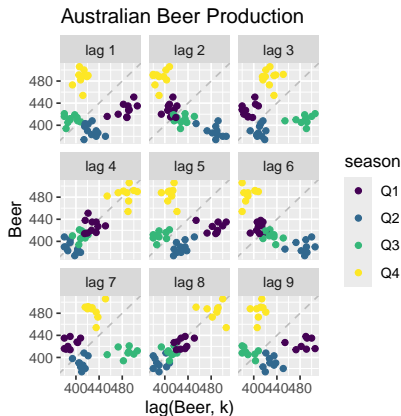 Australian Beer Production
lag 1
lag 2
lag 3
480
440
400
lag 4
lag 5
lag 6
480
440
400
lag 7
lag 8
lag 9
480
440
400
400440480
400440480
400440480
lag(Beer, k)
Beer
season
Q1
Q2
Q3
Q4